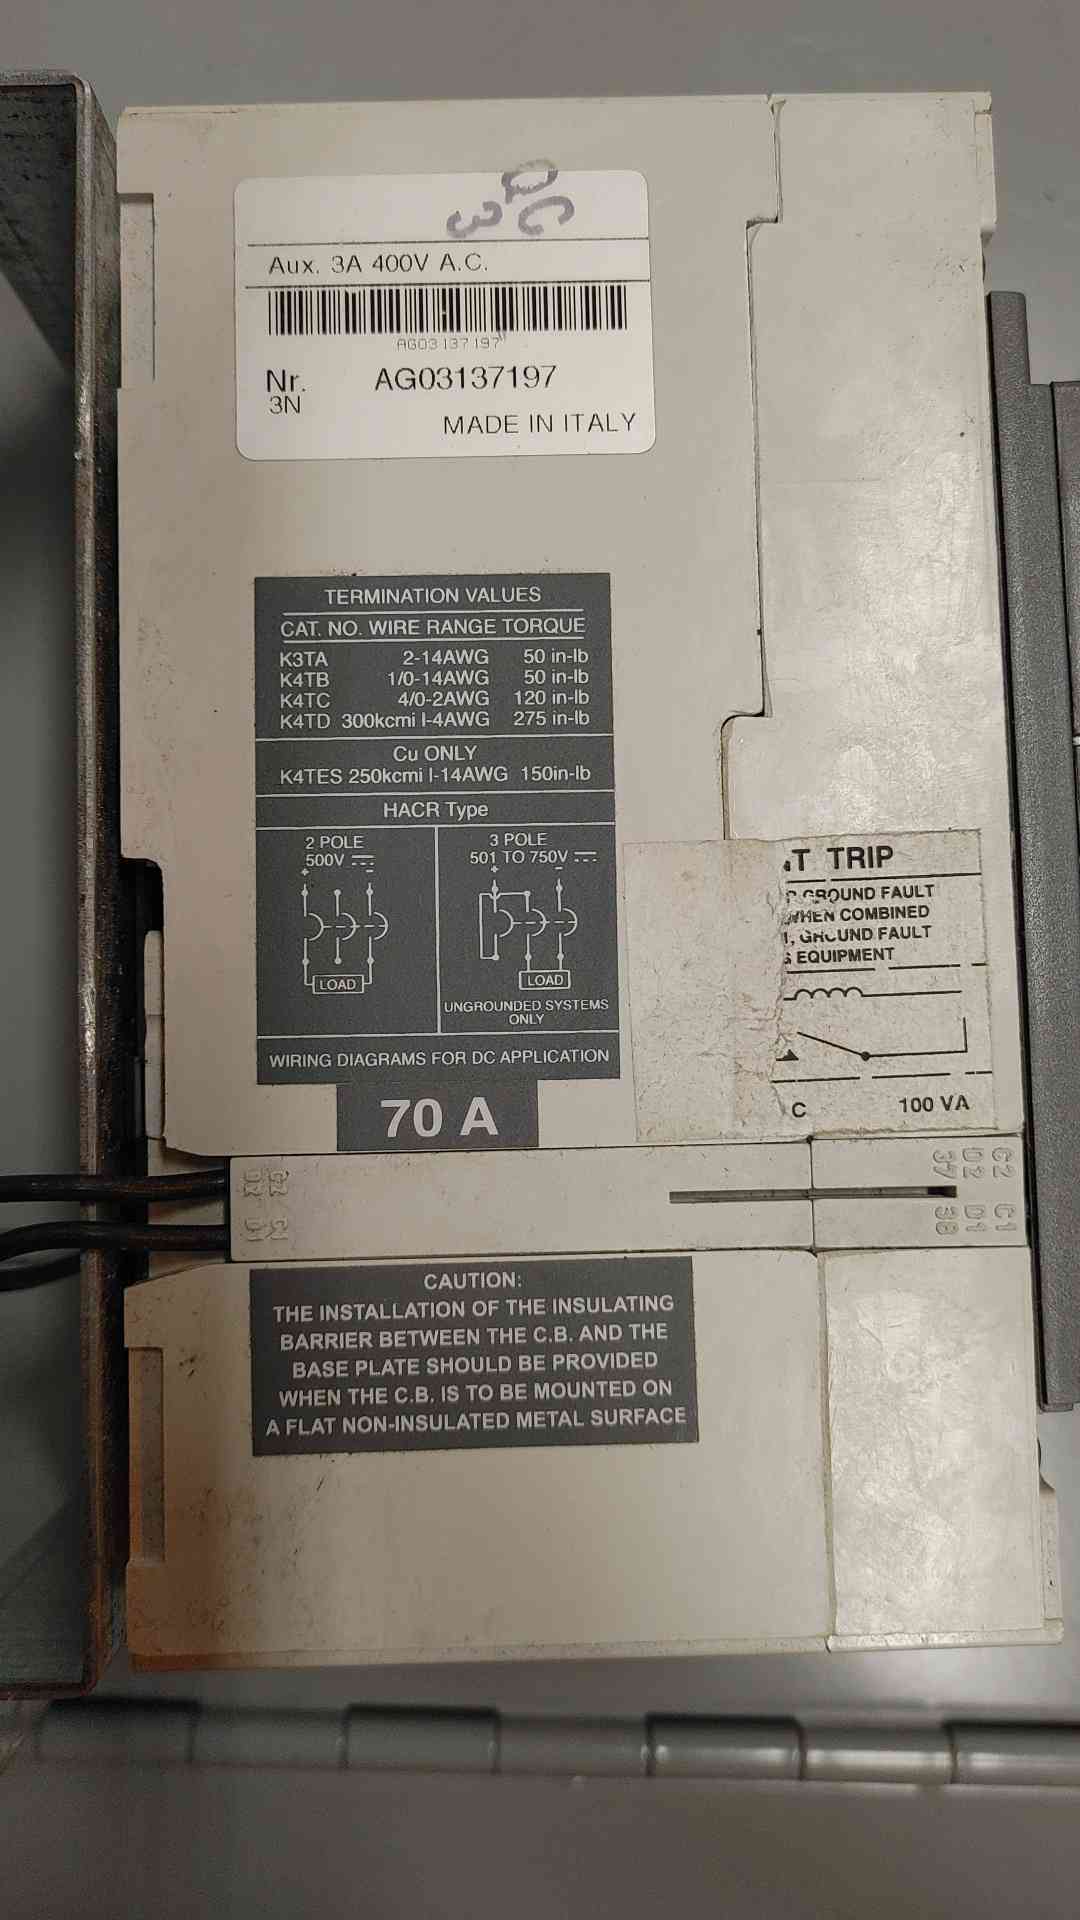 Aux. 3A 400V A.C.
AG03137197
Nr. AG03137197
3N
MADE IN ITALY
TERMINATION VALUES
CAT. NO. WIRE RANGE TORQUE
K3TA 2-14AWG 50 in-lb
K4TB 1/0-14AWG 50 in-lb
K4TC 4/0-2AWG 120 in-lb
K4TD 300kcmi l-4AWG 275 in-lb
Cu ONLY
K4TES 250kcmi l-14AWG 150in-lb
HACR Type
2 POLE
500V
+ -
LOAD
3 POLE
501 TO 750V
+ -
LOAD
UNGROUNDED SYSTEMS
ONLY
WIRING DIAGRAMS FOR DC APPLICATION
70 A
TRIP
GROUND FAULT
WHEN COMBINED
GROUND FAULT
EQUIPMENT
C 100 VA
C2 C1
D2 D1
37 38
C2 C1
D2 D1
CAUTION:
THE INSTALLATION OF THE INSULATING
BARRIER BETWEEN THE C.B. AND THE
BASE PLATE SHOULD BE PROVIDED
WHEN THE C.B. IS TO BE MOUNTED ON
A FLAT NON-INSULATED METAL SURFACE